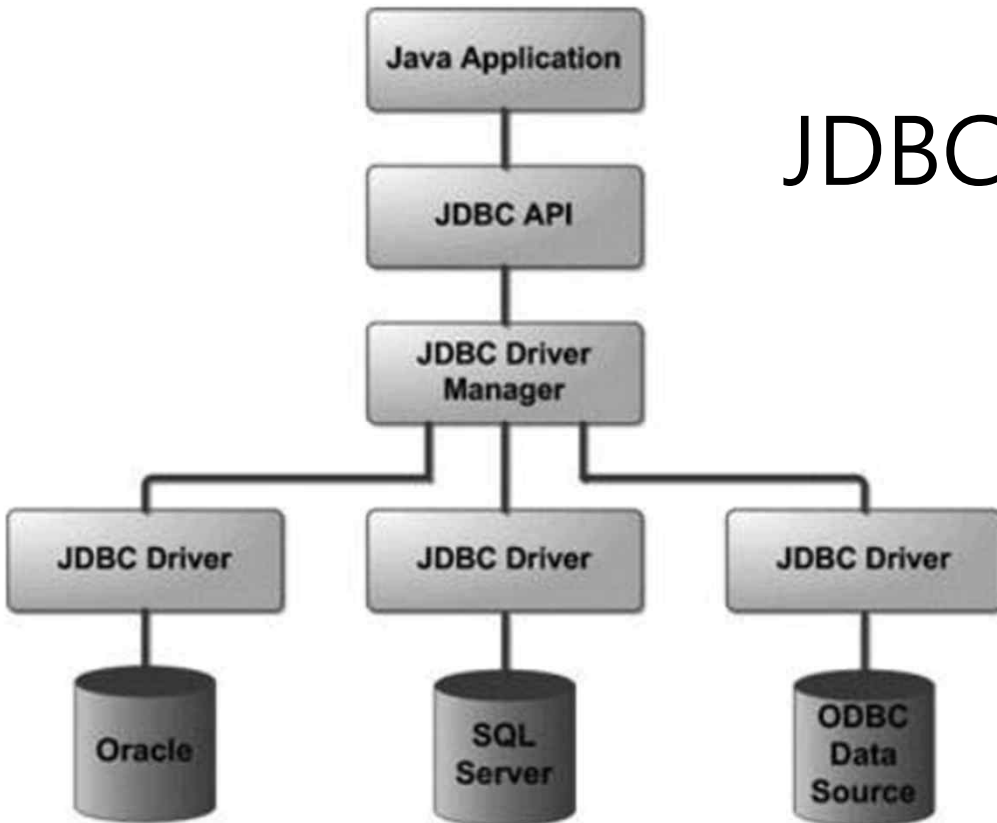 Java Application
JDBC
JDBC API
JDBC Driver
Manager
JDBC Driver
JDBC Driver
JDBC Driver
Oracle
SQL
Server
ODBC
Data
Source